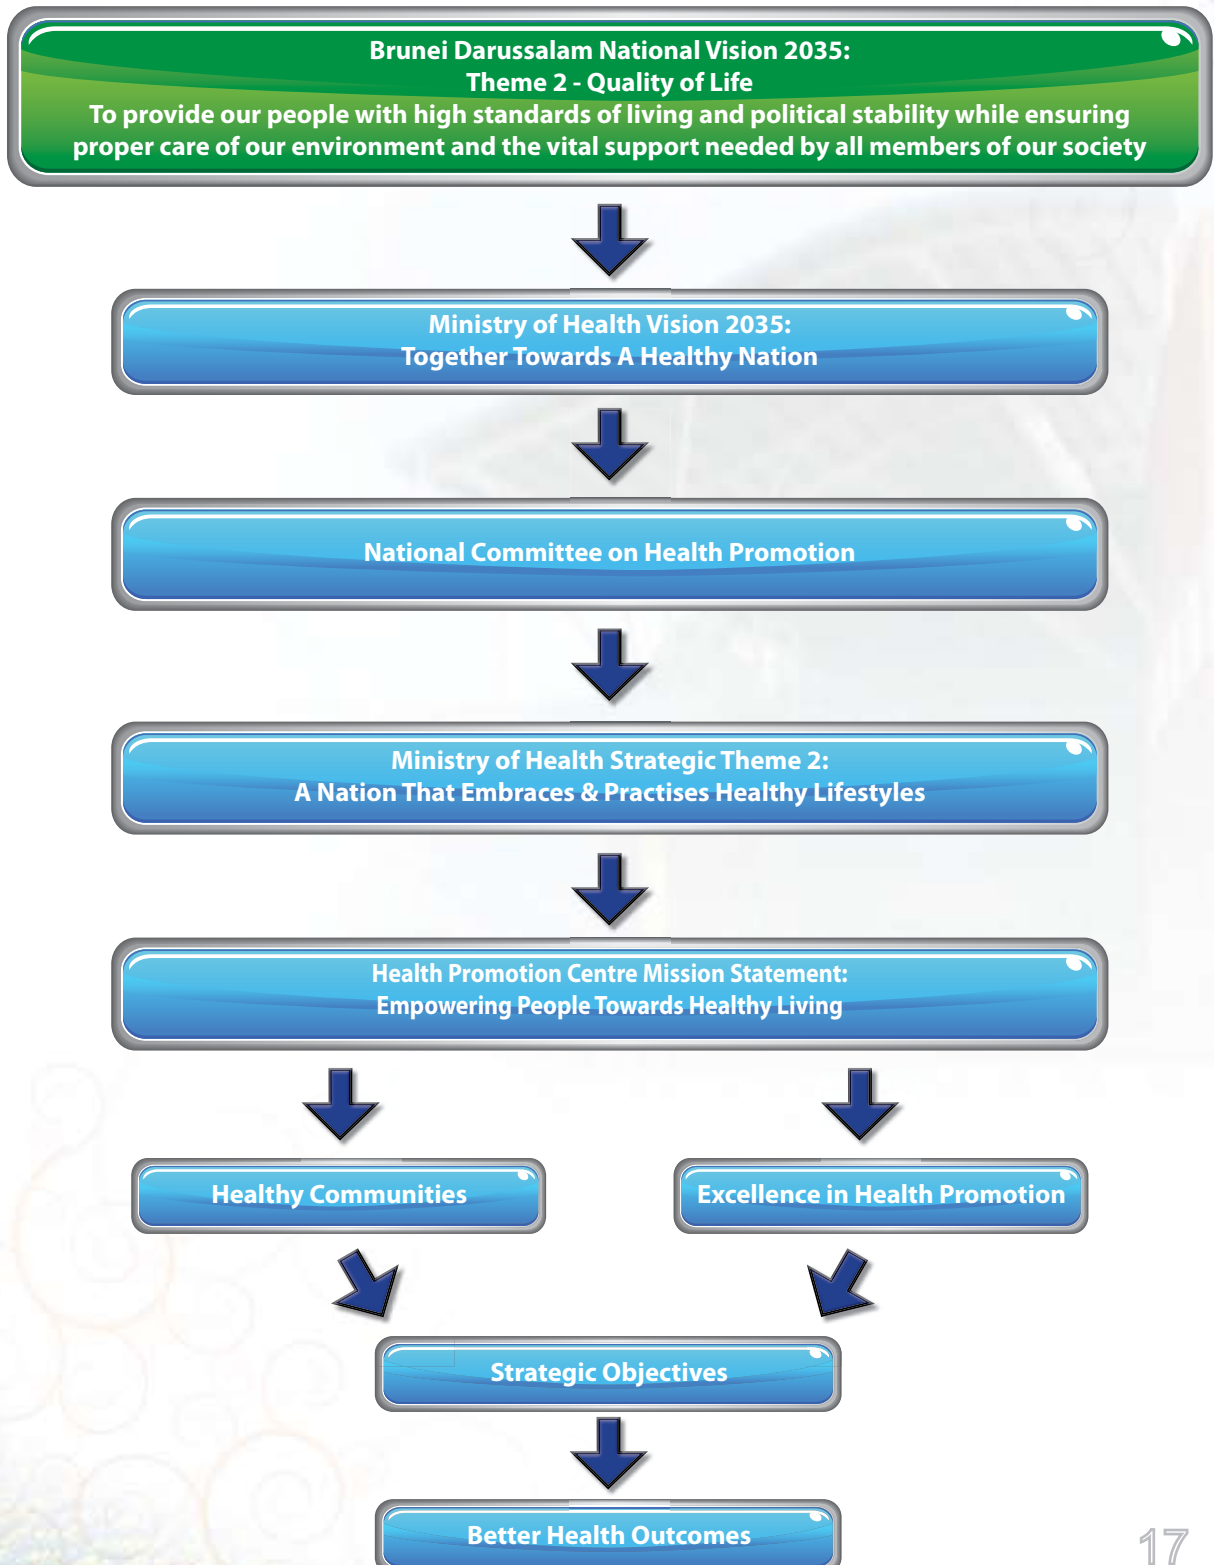 Brunei Darussalam National Vision 2035:
Theme 2 - Quality of Life
To provide our people with high standards of living and political stability while ensuring
proper care of our environment and the vital support needed by all members of our society
Ministry of Health Vision 2035:
Together Towards A Healthy Nation
National Committee on Health Promotion
Ministry of Health Strategic Theme 2:
A Nation That Embraces & Practises Healthy Lifestyles
Health Promotion Centre Mission Statement:
Empowering People Towards Healthy Living
Healthy Communities
Excellence in Health Promotion
Strategic Objectives
Better Health Outcomes
17